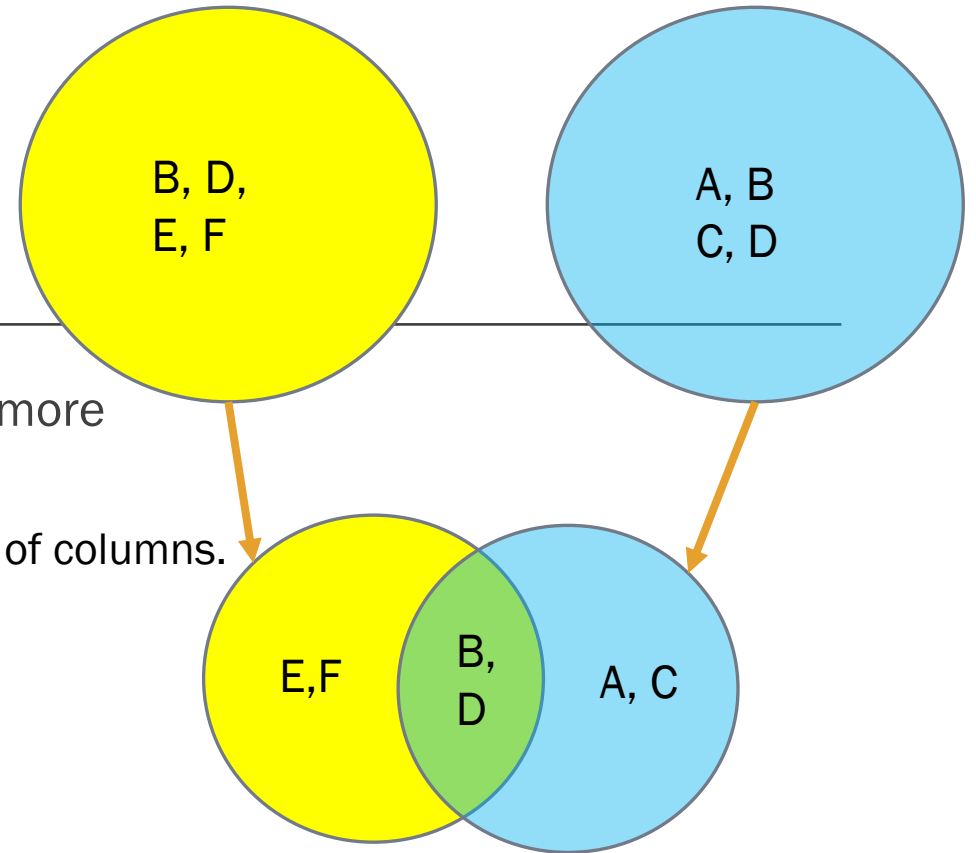 B, D,
E, F
A, B
C, D
more
of columns.
E,F
B,
D
A, C